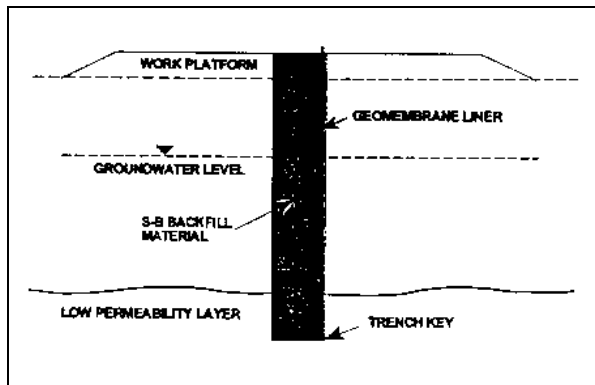 WORK PLATFORM
GEOMEMBRANE LINER
GROUNDWATER LEVEL
S-B BACKFILL
MATERIAL
LOW PERMEABILITY LAYER
TRENCH KEY